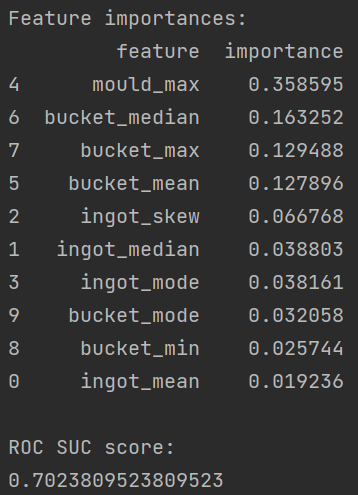 Feature importances:
feature importance
4 mould_max 0.358595
6 bucket_median 0.163252
7 bucket_max 0.129488
5 bucket_mean 0.127896
2 ingot_skew 0.066768
1 ingot_median 0.038803
3 ingot_mode 0.038161
9 bucket_mode 0.032058
8 bucket_min 0.025744
0 ingot_mean 0.019236
ROC SUC score:
0.7023809523809523